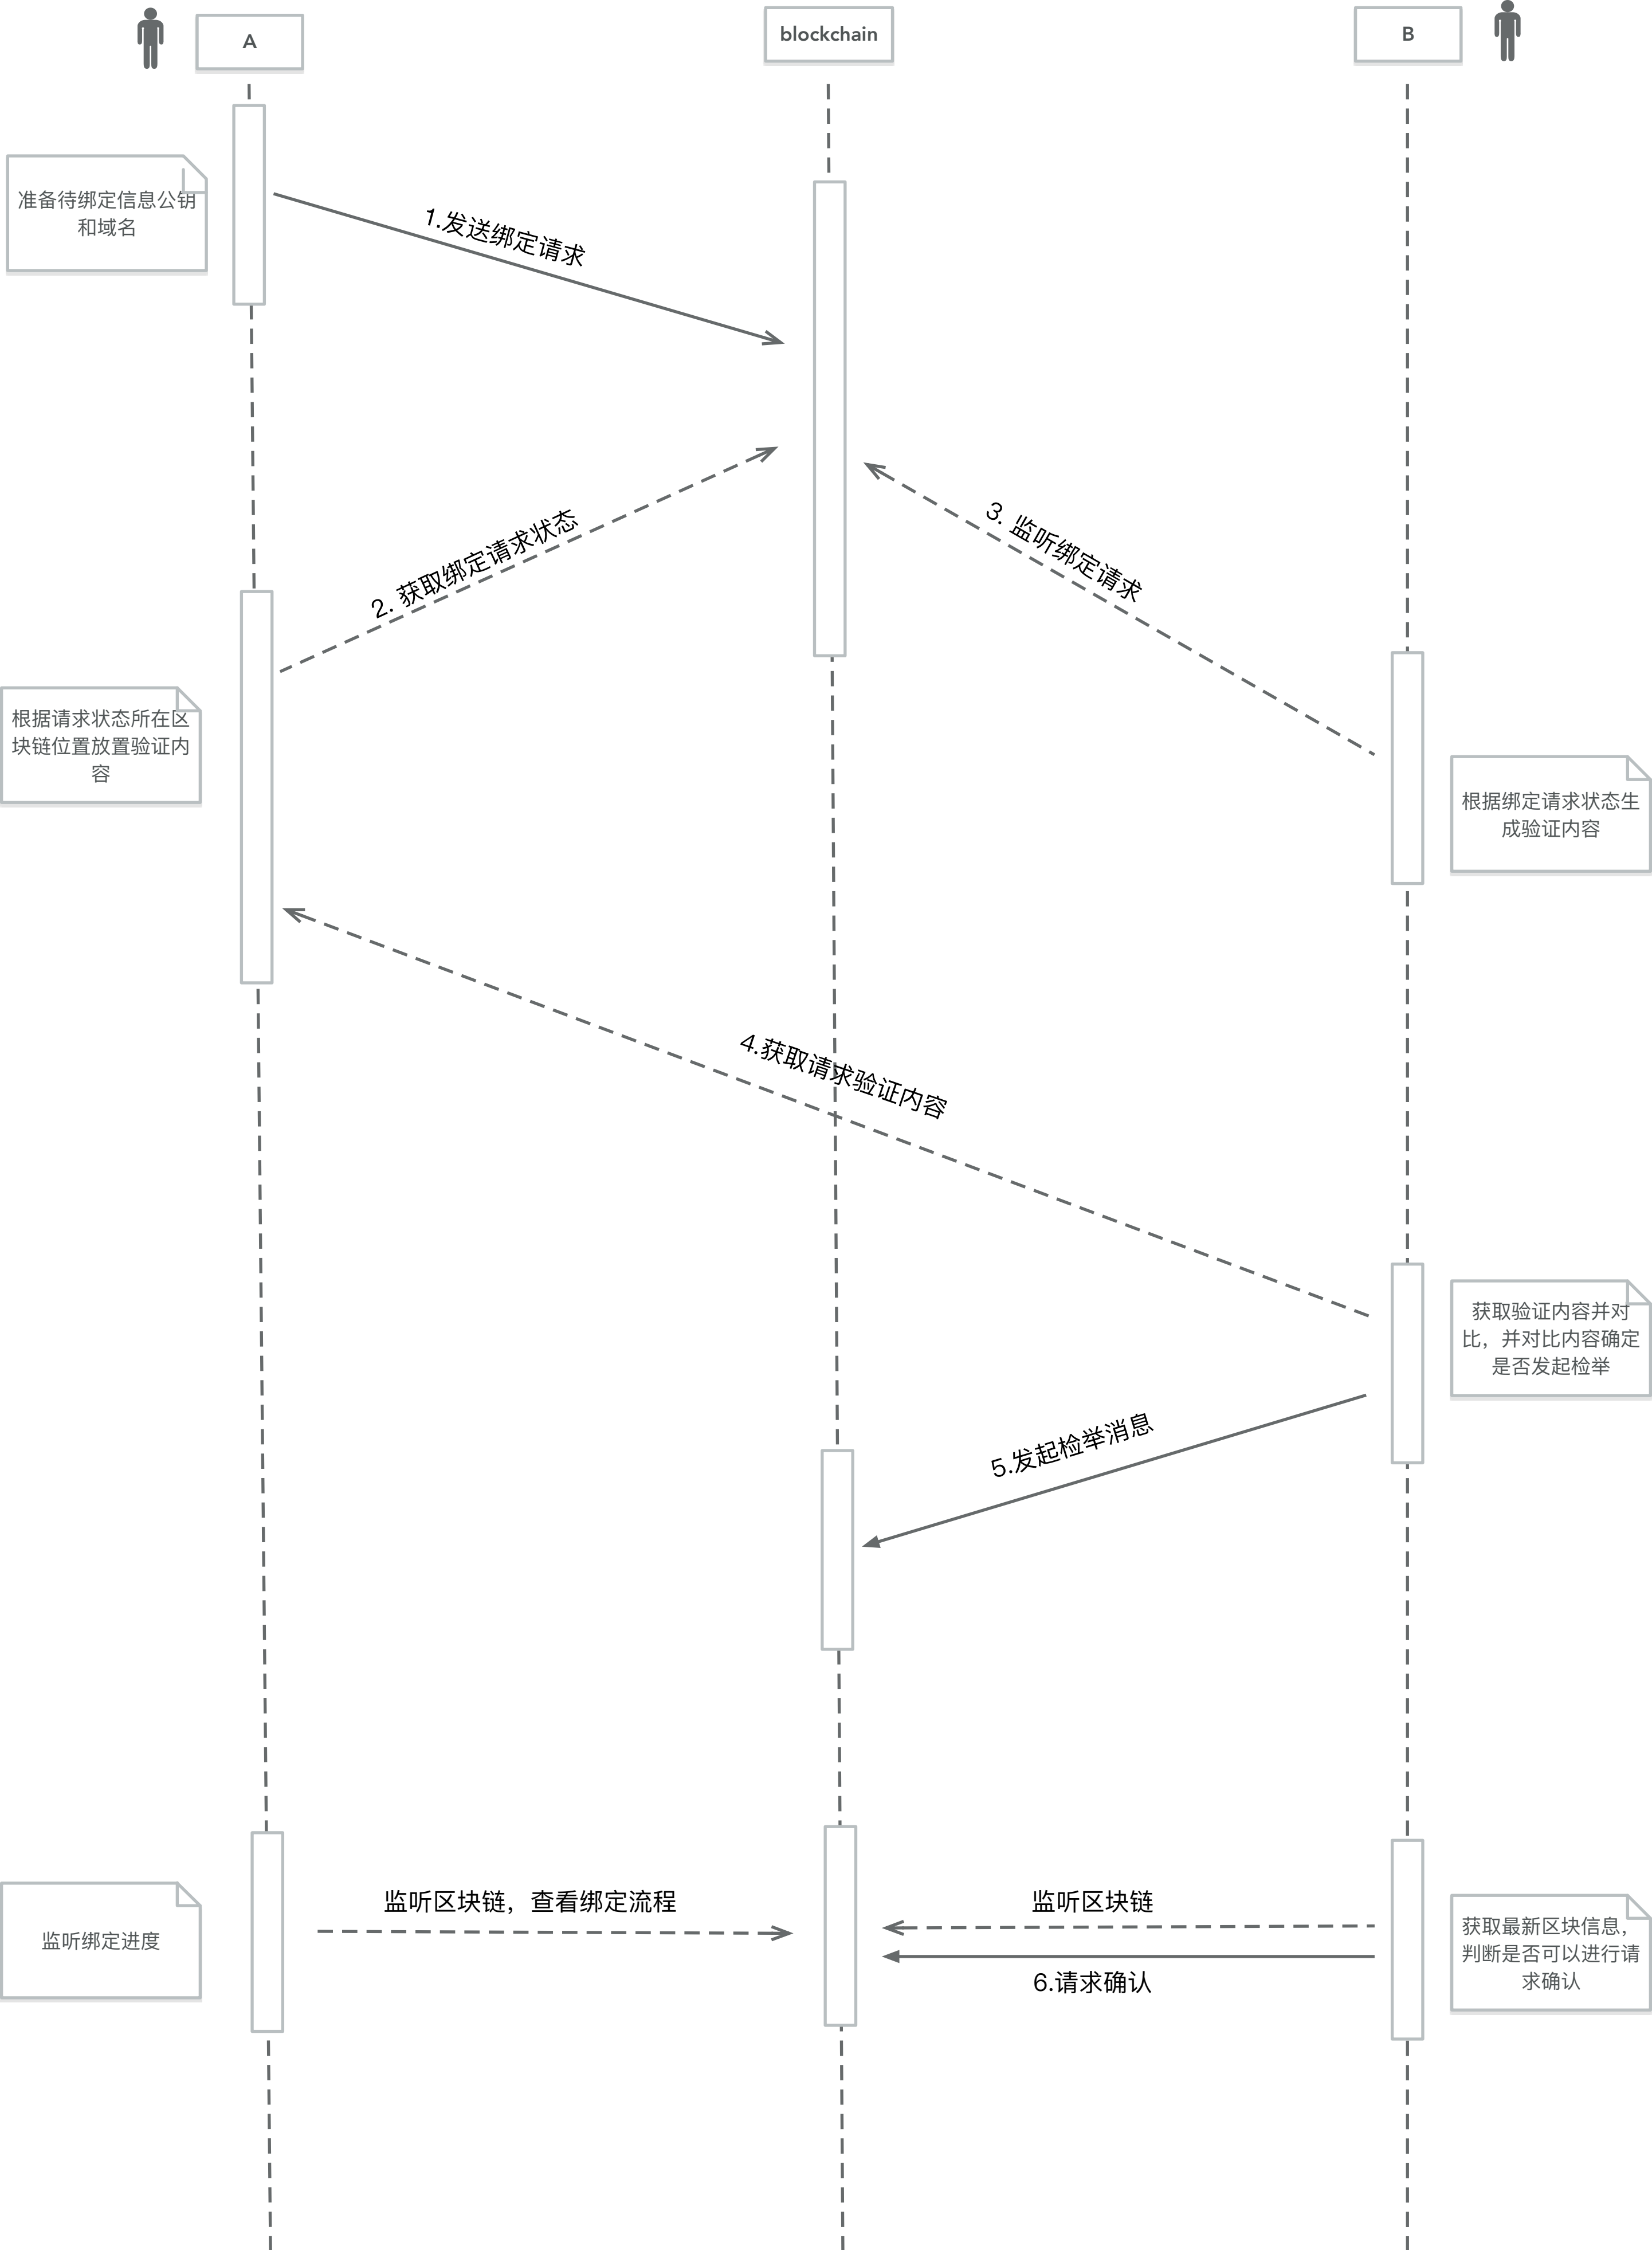 A
blockchain
B
准备待绑定信息公钥
和域名
1.发送绑定请求
2. 获取绑定请求状态
3. 监听绑定请求
根据请求状态所在区
块链位置放置验证内
容
根据绑定请求状态生
成验证内容
4.获取请求验证内容
获取验证内容并对
比，并对比内容确定
是否发起检举
5.发起检举消息
监听区块链，查看绑定流程
监听区块链
监听绑定进度
获取最新区块信息，
判断是否可以进行请
求确认
6.请求确认